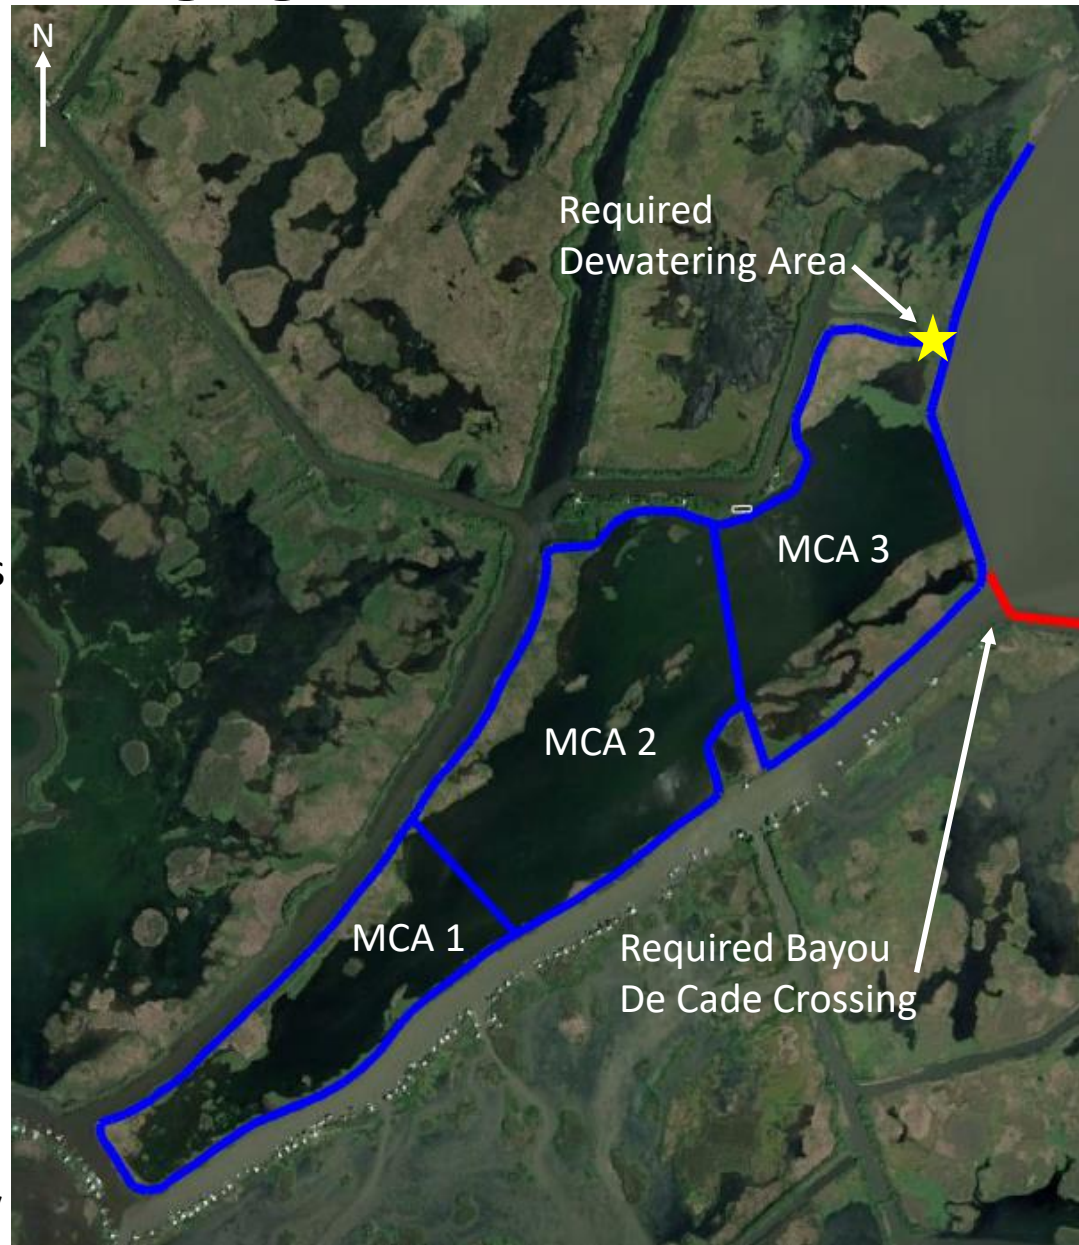 N
Required
Dewatering Area
MCA 3
MCA 2
MCA 1
Required Bayou
De Cade Crossing